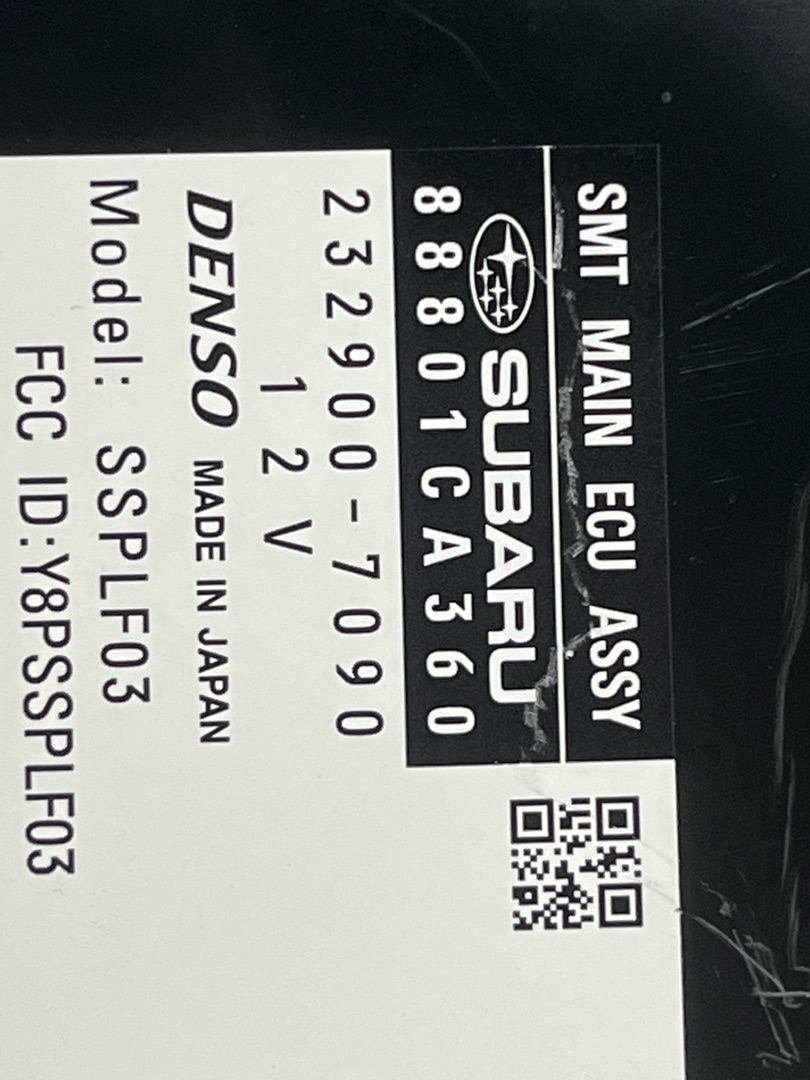 SMT MAIN ECU ASSY
SUBARU
88801CA360
232900-7090
12V
DENSO MADE IN JAPAN
Model: SSPLF03
FCC ID:Y8PSSPLF03